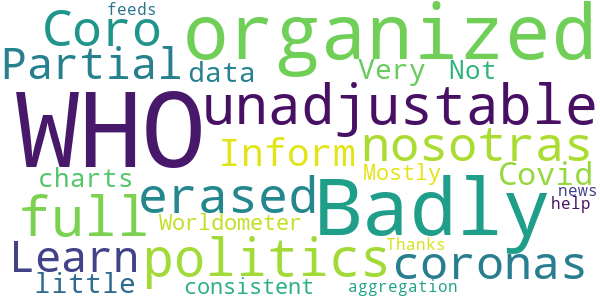 feeds
Coro organized
Partial data Very Not
WHO unadjustable
Inform nosotras
Mostly
charts erased Covid
news
full Badly help
Worldometer
Learn politics Thanks coronas
little consistent aggregation